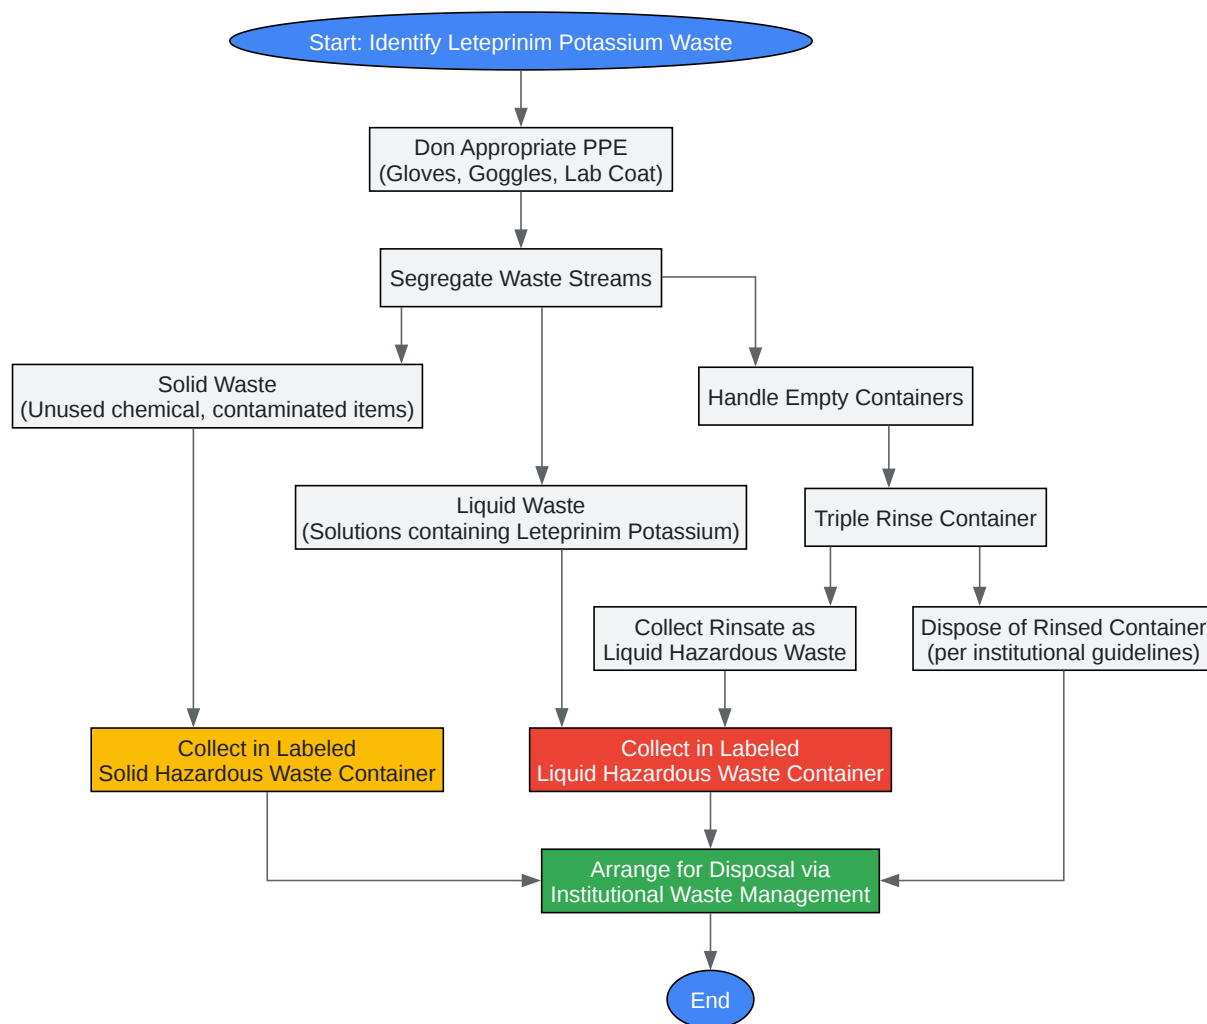 Start: Identify Leteprinim Potassium Waste
Don Appropriate PPE
(Gloves, Goggles, Lab Coat)
Segregate Waste Streams
Solid Waste
(Unused chemical, contaminated items)
Handle Empty Containers
Liquid Waste
(Solutions containing Leteprinim Potassium)
Triple Rinse Container
Collect Rinsate as
Liquid Hazardous Waste
Dispose of Rinsed Container
(per institutional guidelines)
Collect in Labeled
Solid Hazardous Waste Container
Collect in Labeled
Liquid Hazardous Waste Container
Arrange for Disposal via
Institutional Waste Management
End